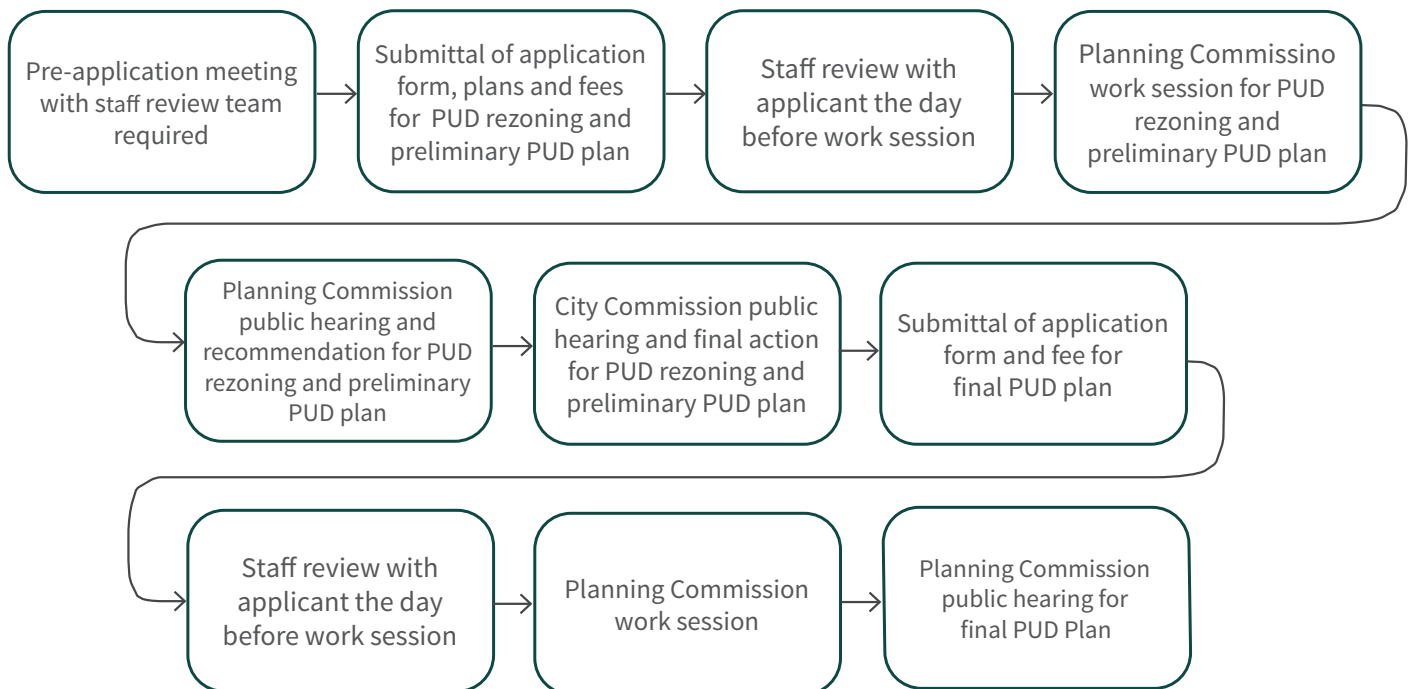 Pre-application meeting
with staff review team
required
Submittal of application
form, plans and fees
for PUD rezoning and
preliminary PUD plan
Staff review with
applicant the day
before work session
Planning Commissino
work session for PUD
rezoning and
preliminary PUD plan
Planning Commission
public hearing and
recommendation for PUD
rezoning and preliminary
PUD plan
City Commission public
hearing and final action
for PUD rezoning and
preliminary PUD plan
Submittal of application
form and fee for
final PUD plan
Staff review with
applicant the day
before work session
Planning Commission
work session
Planning Commission
public hearing for
final PUD Plan